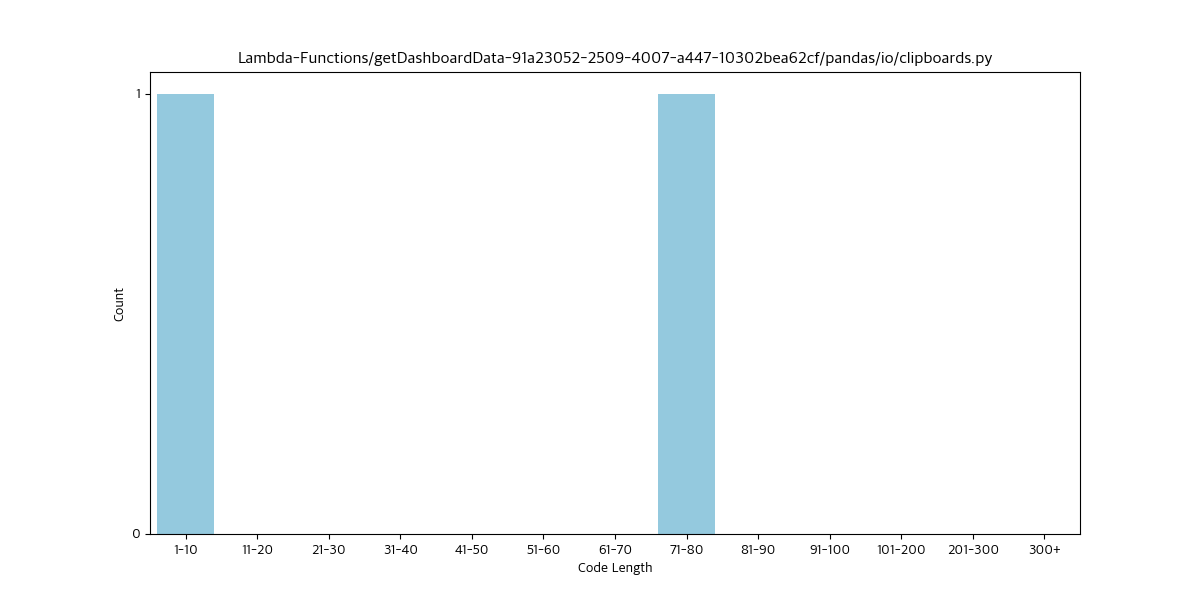 Lambda-Functions/getDashboardData-91a23052-2509-4007-a447-10302bea62cf/pandas/io/clipboards.py
1
Count
0
1-10 11-20 21-30 31-40 41-50 51-60 61-70 71-80 81-90 91-100 101-200 201-300 300+
Code Length